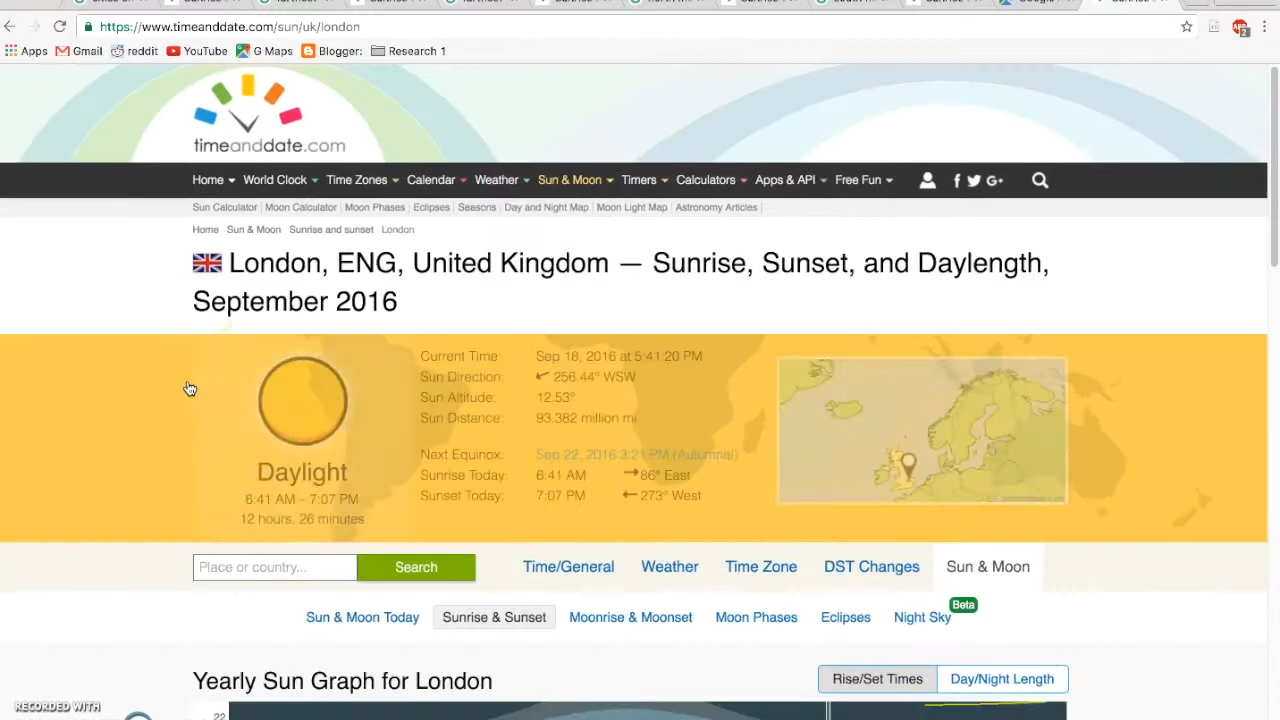 https://www.timeanddate.com/sun/uk/london
Apps Gmail reddit YouTube G Maps Blogger: Research 1
timeanddate.com
Home World Clock Time Zones Calendar Weather Sun & Moon Timers Calculators Apps & API Free Fun
Sun Calculator Moon Calculator Moon Phases Eclipses Seasons Day and Night Map Moon Light Map Astronomy Articles
Home Sun & Moon Sunrise and sunset London
London, ENG, United Kingdom — Sunrise, Sunset, and Daylength,
September 2016
Current Time: Sep 18, 2016 at 5:41:20 PM
Sun Direction: 256.44° WSW
Sun Altitude: 12.53°
Sun Distance: 93.382 million mi
Next Equinox: Sep 22, 2016 3:21 PM (Autumnal)
Sunrise Today: 6:41 AM 86° East
Sunset Today: 7:07 PM 273° West
Daylight
6:41 AM – 7:07 PM
12 hours, 26 minutes
Place or country... Search Time/General Weather Time Zone DST Changes Sun & Moon
Sun & Moon Today Sunrise & Sunset Moonrise & Moonset Moon Phases Eclipses Night Sky Beta
Yearly Sun Graph for London Rise/Set Times Day/Night Length
RECORDED WITH
22